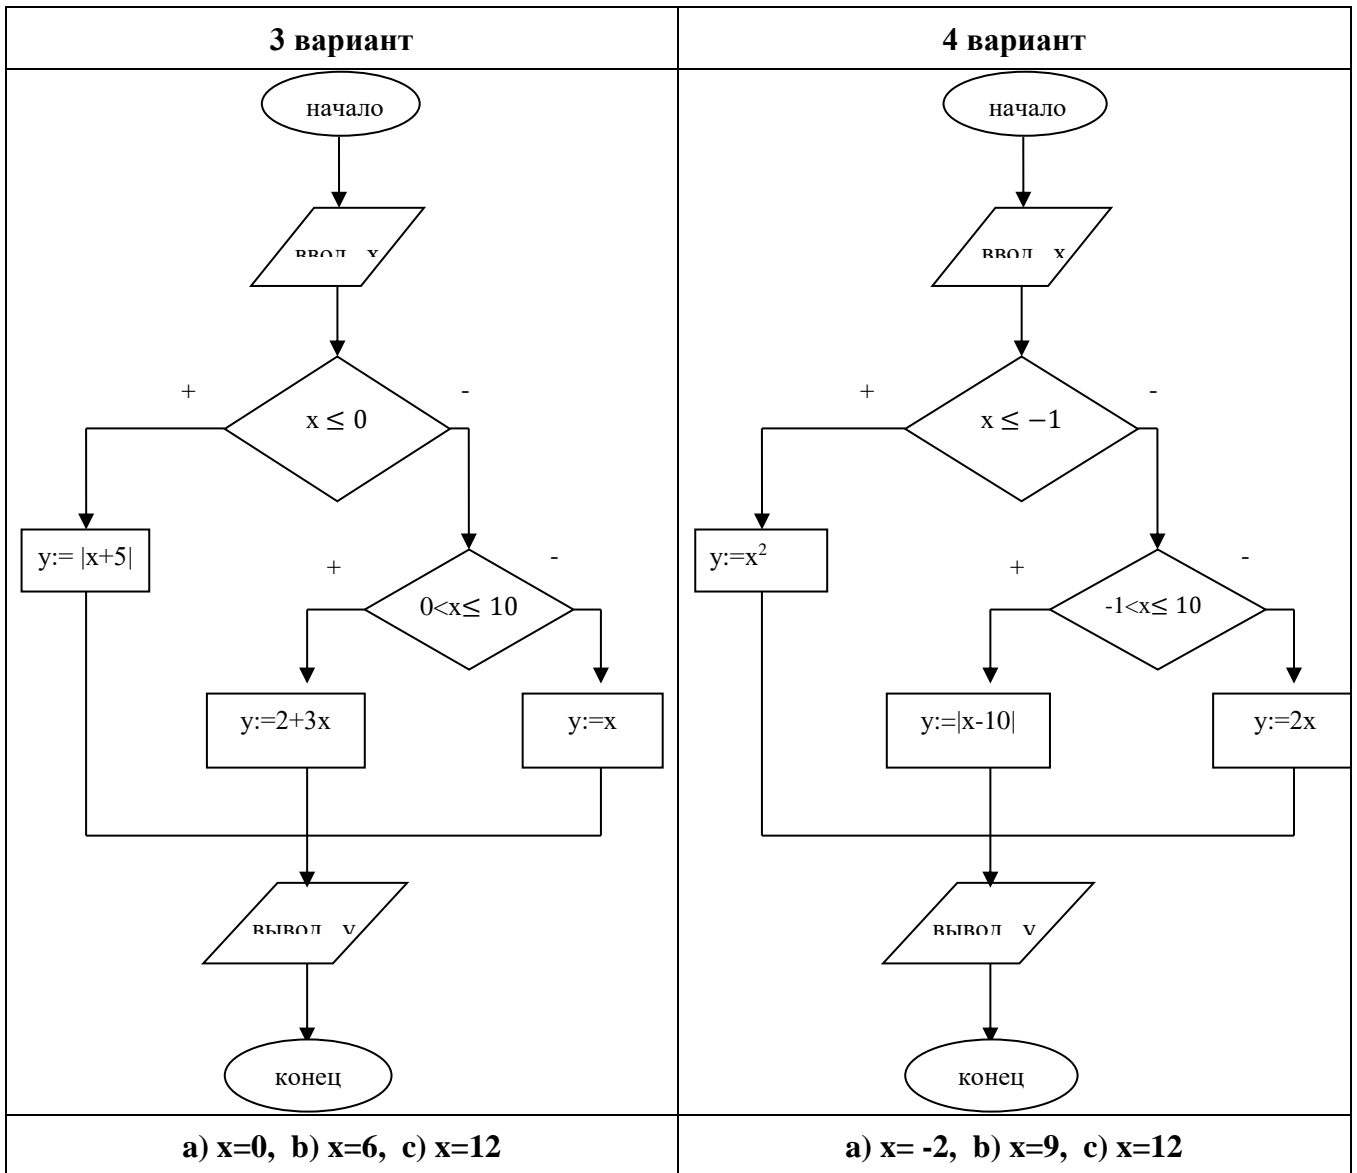 3 вариант
начало
ввод x
+
-
x ≤ 0
y:= |x+5|
+
-
0<x≤ 10
y:=2+3x
y:=x
вывод y
конец
a) x=0, b) x=6, c) x=12
4 вариант
начало
ввод x
+
-
x ≤ −1
y:=x²
+
-
-1<x≤ 10
y:=|x-10|
y:=2x
вывод y
конец
a) x= -2, b) x=9, c) x=12